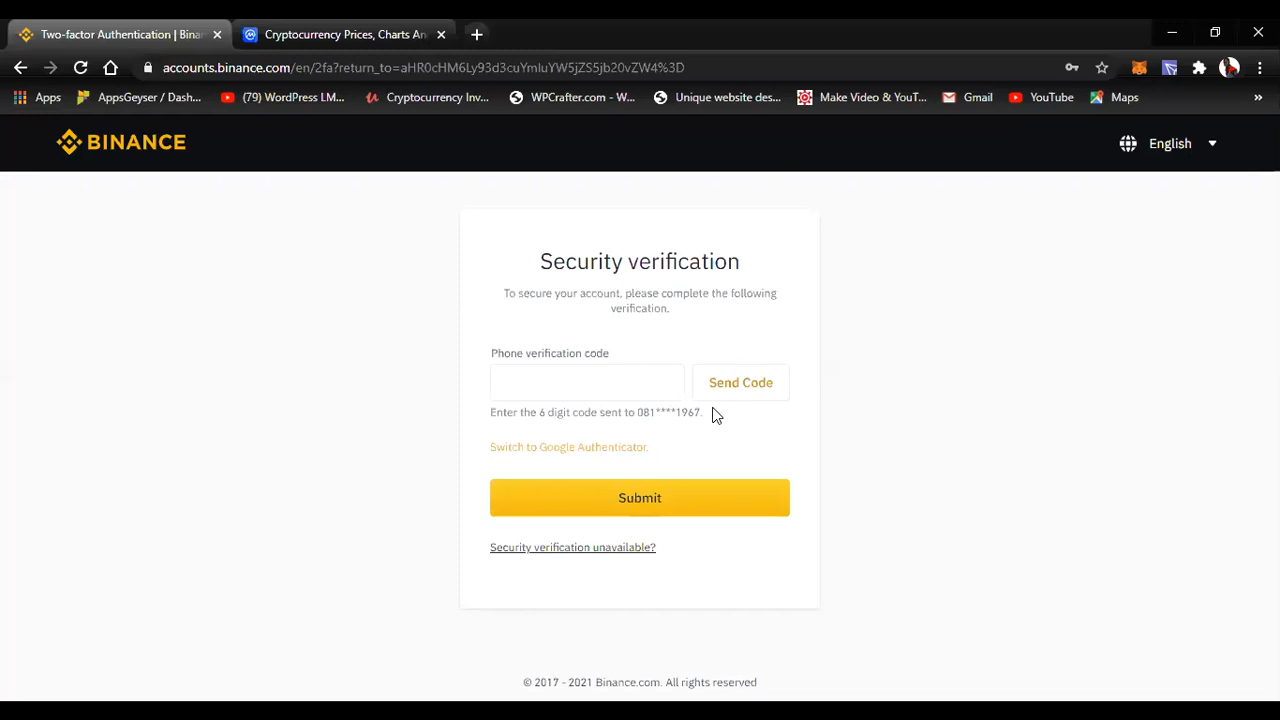 Two-factor Authentication | Bina
Cryptocurrency Prices, Charts An
accounts.binance.com/en/2fa?return_to=aHR0cHM6Ly93d3cuYmluYW5jZS5jb20vZW4%3D
Apps
AppsGeyser / Dash...
(79) WordPress LM...
Cryptocurrency Inv...
WPCrafter.com - W...
Unique website des...
Make Video & YouT...
Gmail
YouTube
Maps
»
BINANCE
English
Security verification
To secure your account, please complete the following
verification.
Phone verification code
Send Code
Enter the 6 digit code sent to 081****1967.
Switch to Google Authenticator.
Submit
Security verification unavailable?
© 2017 - 2021 Binance.com. All rights reserved